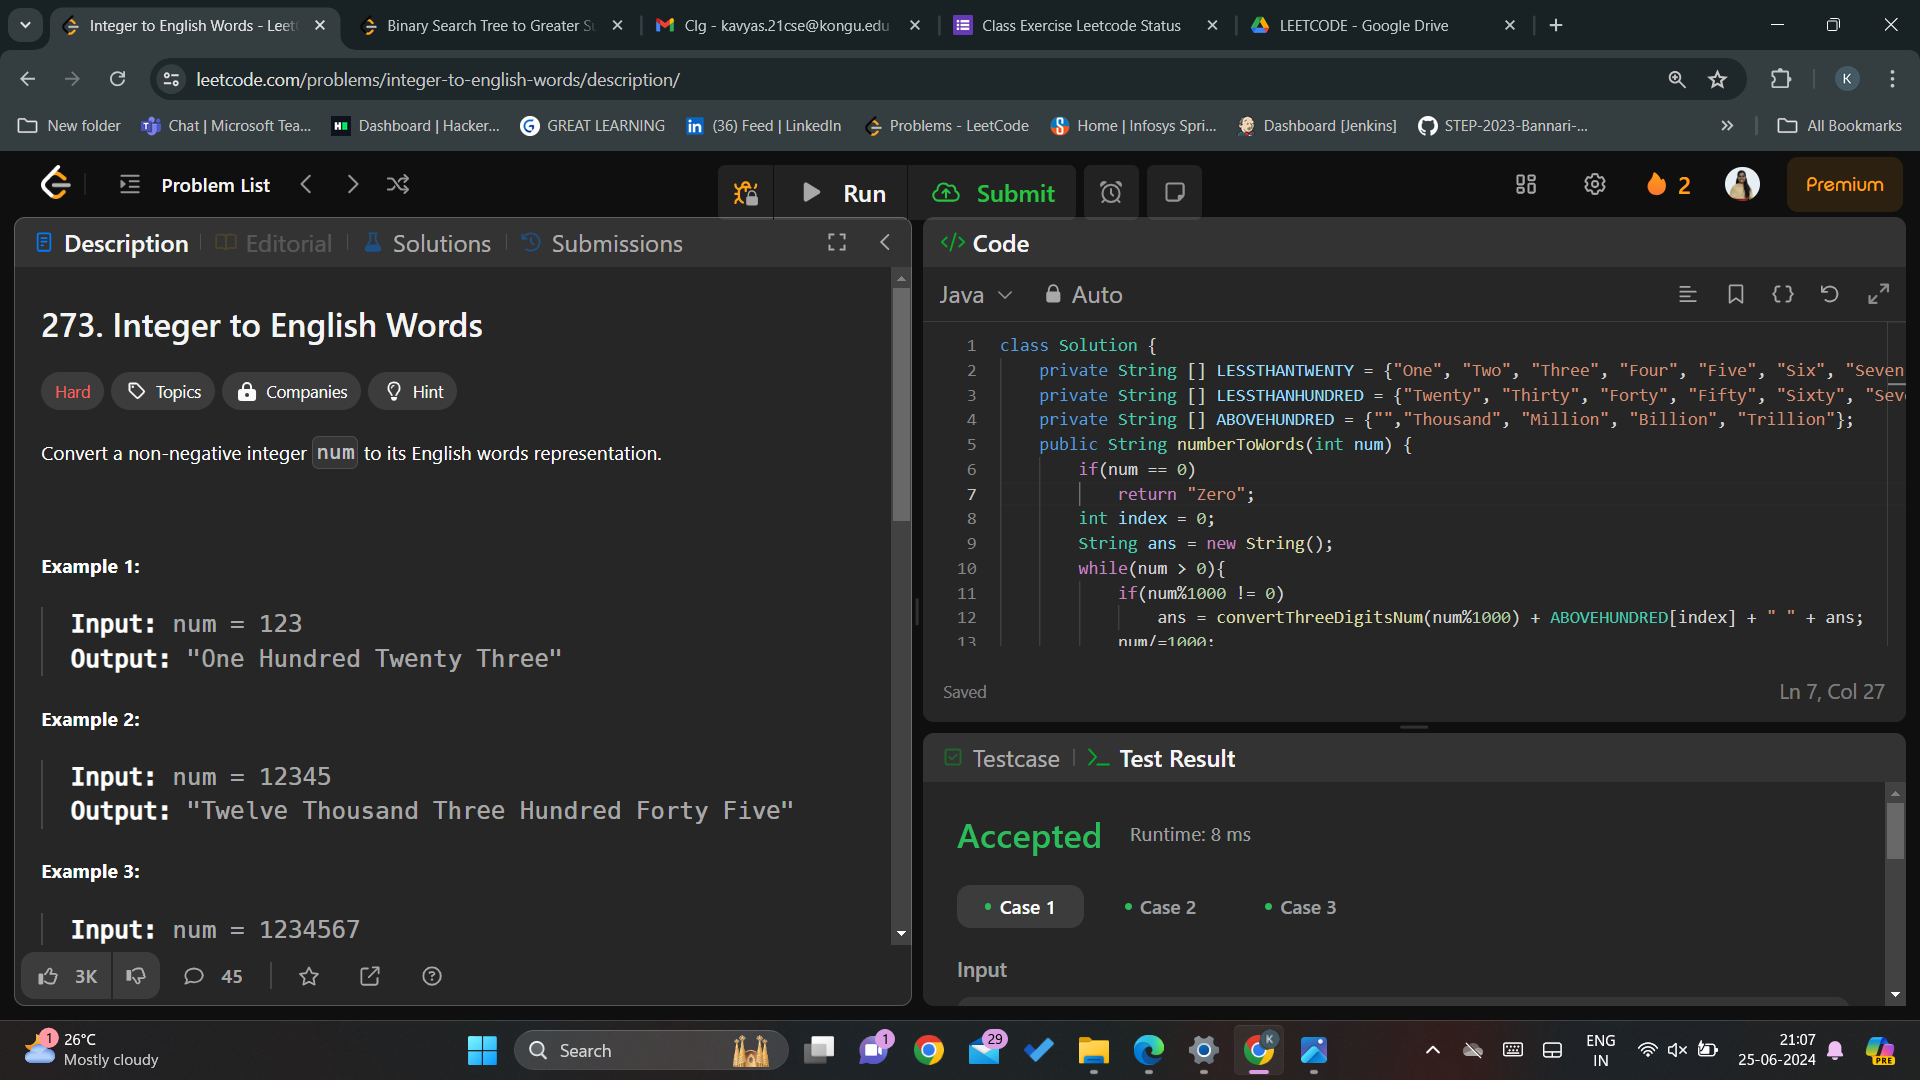 Integer to English Words - Leet
Binary Search Tree to Greater S
Clg - kavyas.21cse@kongu.edu
Class Exercise Leetcode Status
LEETCODE - Google Drive
leetcode.com/problems/integer-to-english-words/description/
K
New folder
Chat | Microsoft Tea...
Dashboard | Hacker...
GREAT LEARNING
(36) Feed | LinkedIn
Problems - LeetCode
Home | Infosys Spri...
Dashboard [Jenkins]
STEP-2023-Bannari-...
All Bookmarks
Problem List
Run
Submit
2
Premium
Description
Editorial
Solutions
Submissions
273. Integer to English Words
Hard
Topics
Companies
Hint
Convert a non-negative integer num to its English words representation.
Example 1:
Input: num = 123
Output: "One Hundred Twenty Three"
Example 2:
Input: num = 12345
Output: "Twelve Thousand Three Hundred Forty Five"
Example 3:
Input: num = 1234567
3K
45
</> Code
Java
Auto
1 class Solution {
2 private String [] LESSTHANTWENTY = {"One", "Two", "Three", "Four", "Five", "Six", "Seven
3 private String [] LESSTHANHUNDRED = {"Twenty", "Thirty", "Forty", "Fifty", "Sixty", "Sev
4 private String [] ABOVEHUNDRED = {"","Thousand", "Million", "Billion", "Trillion"};
5 public String numberToWords(int num) {
6 if(num == 0)
7 return "Zero";
8 int index = 0;
9 String ans = new String();
10 while(num > 0){
11 if(num%1000 != 0)
12 ans = convertThreeDigitsNum(num%1000) + ABOVEHUNDRED[index] + " " + ans;
13 num/=1000;
Saved
Ln 7, Col 27
Testcase
Test Result
Accepted
Runtime: 8 ms
Case 1
Case 2
Case 3
Input
1
26°C
Mostly cloudy
Search
1
29
K
ENG
IN
21:07
25-06-2024
PRE